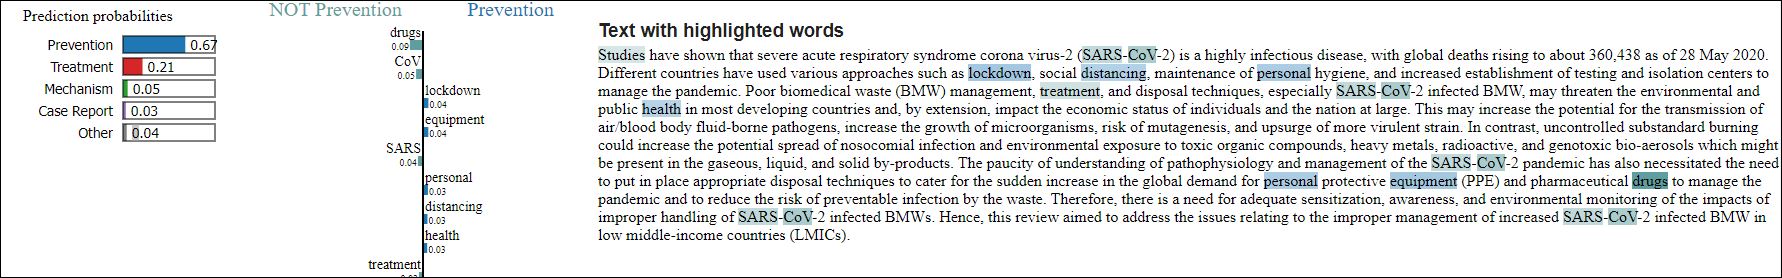 Prediction probabilities
Prevention 0.67
Treatment 0.21
Mechanism 0.05
Case Report 0.03
Other 0.04
NOT Prevention Prevention
drugs
0.09
CoV
0.05
lockdown
0.04
equipment
0.04
SARS
0.04
personal
0.03
distancing
0.03
health
0.03
treatment
Text with highlighted words
Studies have shown that severe acute respiratory syndrome corona virus-2 (SARS-CoV-2) is a highly infectious disease, with global deaths rising to about 360,438 as of 28 May 2020.
Different countries have used various approaches such as lockdown, social distancing, maintenance of personal hygiene, and increased establishment of testing and isolation centers to
manage the pandemic. Poor biomedical waste (BMW) management, treatment, and disposal techniques, especially SARS-CoV-2 infected BMW, may threaten the environmental and
public health in most developing countries and, by extension, impact the economic status of individuals and the nation at large. This may increase the potential for the transmission of
air/blood body fluid-borne pathogens, increase the growth of microorganisms, risk of mutagenesis, and upsurge of more virulent strain. In contrast, uncontrolled substandard burning
could increase the potential spread of nosocomial infection and environmental exposure to toxic organic compounds, heavy metals, radioactive, and genotoxic bio-aerosols which might
be present in the gaseous, liquid, and solid by-products. The paucity of understanding of pathophysiology and management of the SARS-CoV-2 pandemic has also necessitated the need
to put in place appropriate disposal techniques to cater for the sudden increase in the global demand for personal protective equipment (PPE) and pharmaceutical drugs to manage the
pandemic and to reduce the risk of preventable infection by the waste. Therefore, there is a need for adequate sensitization, awareness, and environmental monitoring of the impacts of
improper handling of SARS-CoV-2 infected BMWs. Hence, this review aimed to address the issues relating to the improper management of increased SARS-CoV-2 infected BMW in
low middle-income countries (LMICs).